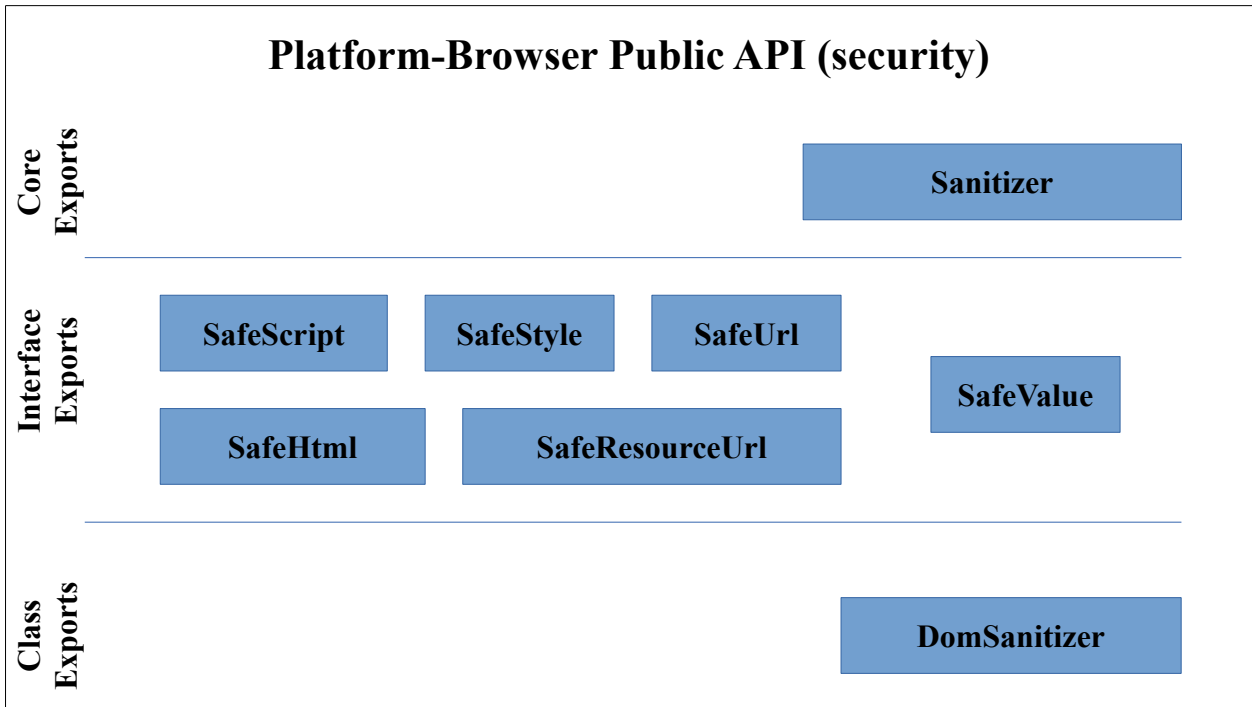 Platform-Browser Public API (security)
Core
Exports
Sanitizer
Interface
Exports
SafeScript
SafeStyle
SafeUrl
SafeValue
SafeHtml
SafeResourceUrl
Class
Exports
DomSanitizer